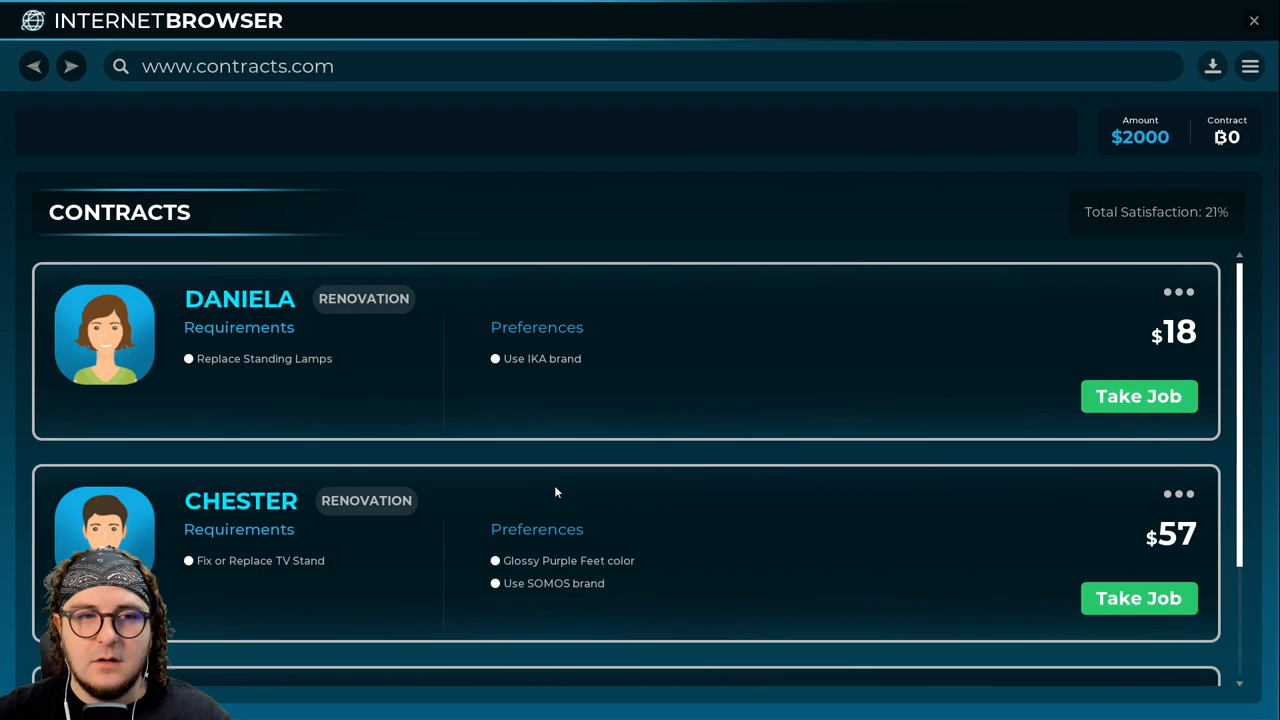 INTERNETBROWSER
www.contracts.com
Amount
$2000
Contract
₿0
CONTRACTS
Total Satisfaction: 21%
DANIELA
RENOVATION
Requirements
Replace Standing Lamps
Preferences
Use IKA brand
$18
Take Job
CHESTER
RENOVATION
Requirements
Fix or Replace TV Stand
Preferences
Glossy Purple Feet color
Use SOMOS brand
$57
Take Job